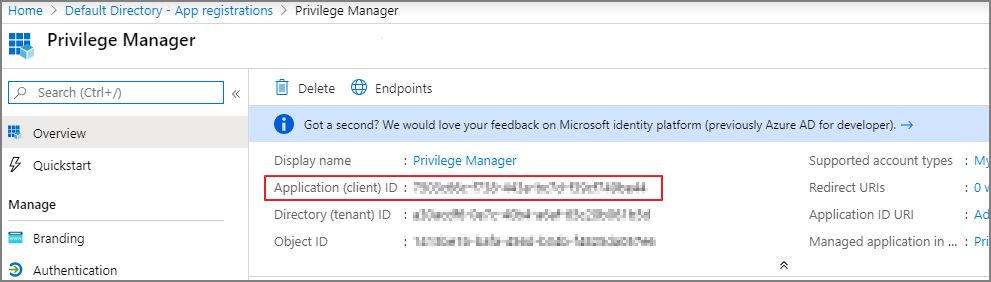 Home > Default Directory - App registrations > Privilege Manager
Privilege Manager
Search (Ctrl+/) «
Delete Endpoints
Got a second? We would love your feedback on Microsoft identity platform (previously Azure AD for developer). →
Overview
Quickstart
Manage
Branding
Authentication
Display name : Privilege Manager
Application (client) ID :
Directory (tenant) ID :
Object ID :
Supported account types : My
Redirect URIs : 0 w
Application ID URI : Ad
Managed application in ... : Pri